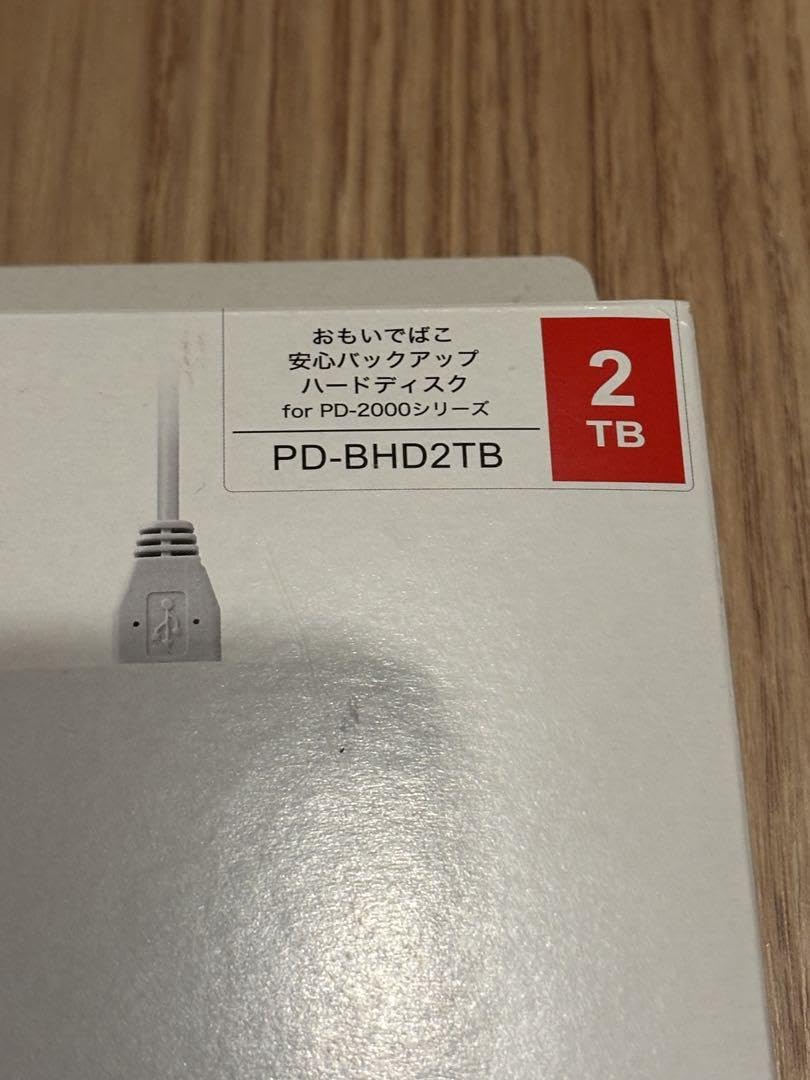 おもいでばこ
安心バックアップ
ハードディスク
for PD-2000シリーズ
PD-BHD2TB
2
TB